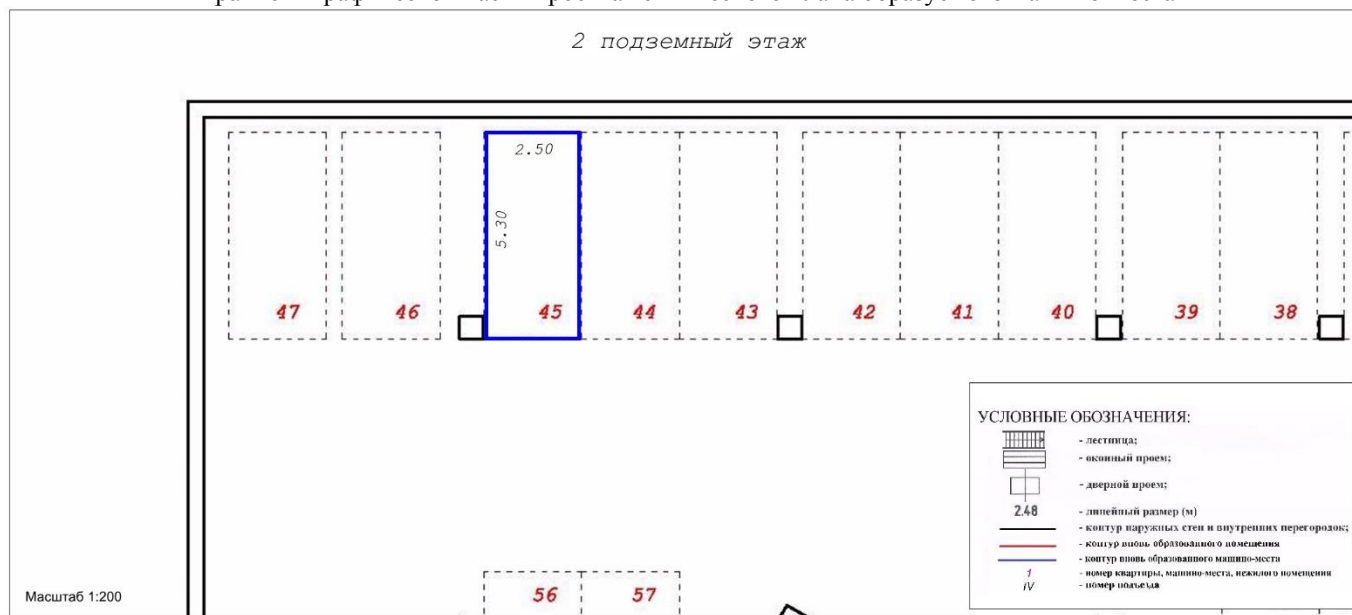 2 подземный этаж
2.50
5.30
47 46 45 44 43 42 41 40 39 38
УСЛОВНЫЕ ОБОЗНАЧЕНИЯ:
- лестница;
- оконный проем;
- дверной проем;
2.48 - линейный размер (м)
- контур наружных стен и внутренних перегородок;
- контур вновь образованного помещения
- контур вновь образованного машино-места
1 - номер квартиры, машино-места, нежилого помещения
IV - номер подъезда
56 57
Масштаб 1:200